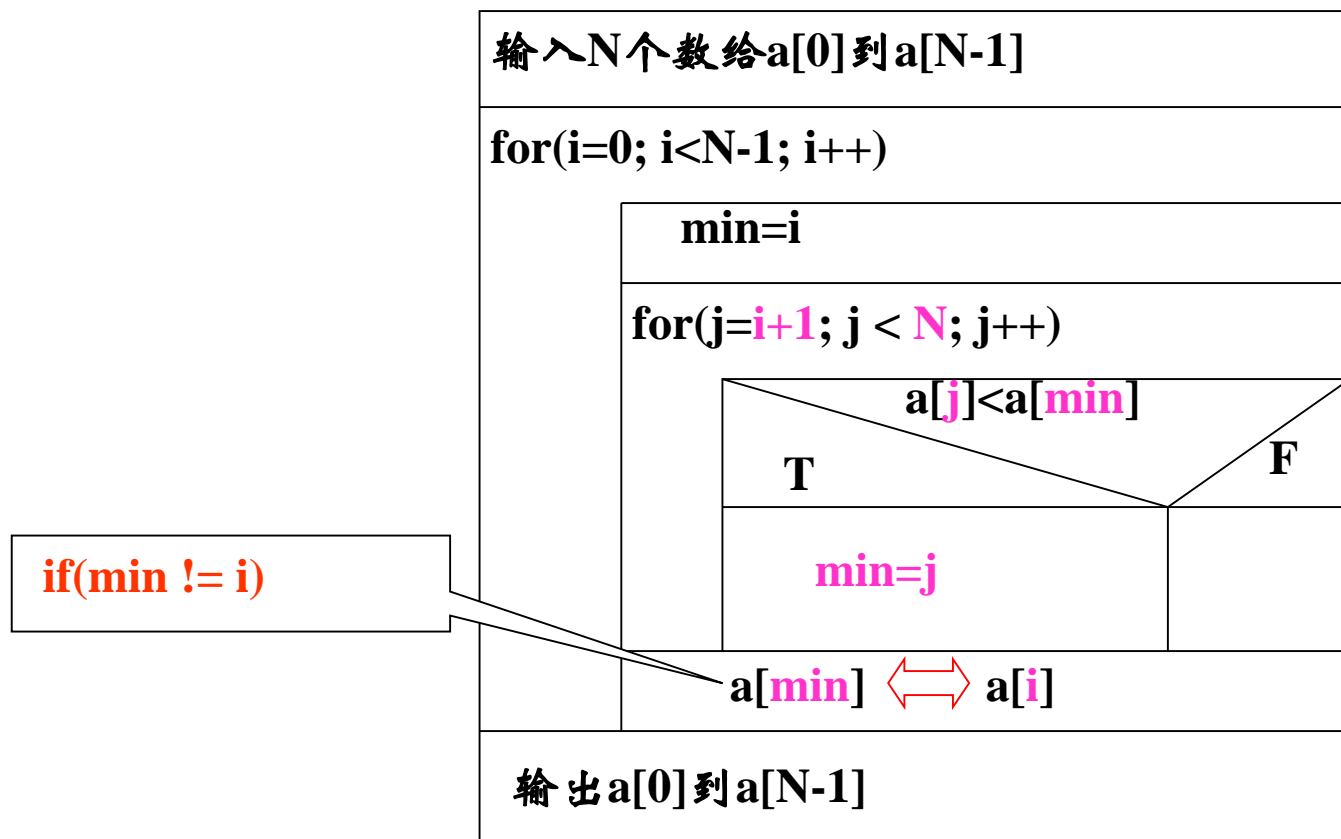 输入N个数给a[0]到a[N-1]
for(i=0; i<N-1; i++)
min=i
for(j=i+1; j < N; j++)
a[j]<a[min]
T
F
min=j
if(min != i)
a[min] a[i]
输出a[0]到a[N-1]